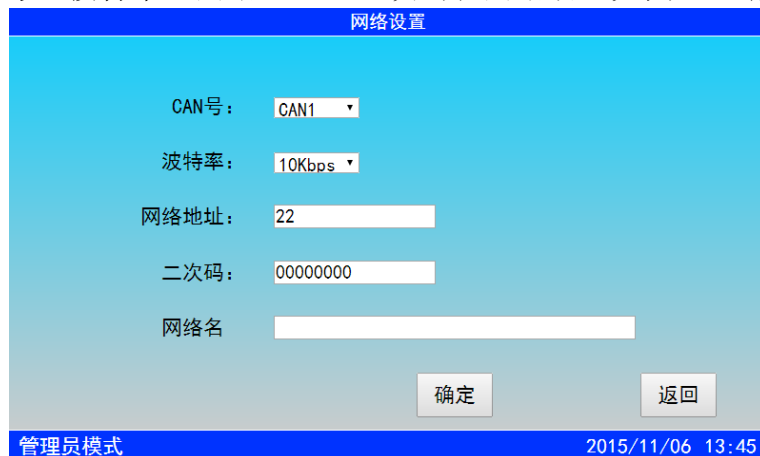 网络设置
CAN号： CAN1
波特率： 10Kbps
网络地址： 22
二次码： 00000000
网络名
确定 返回
管理员模式 2015/11/06 13:45